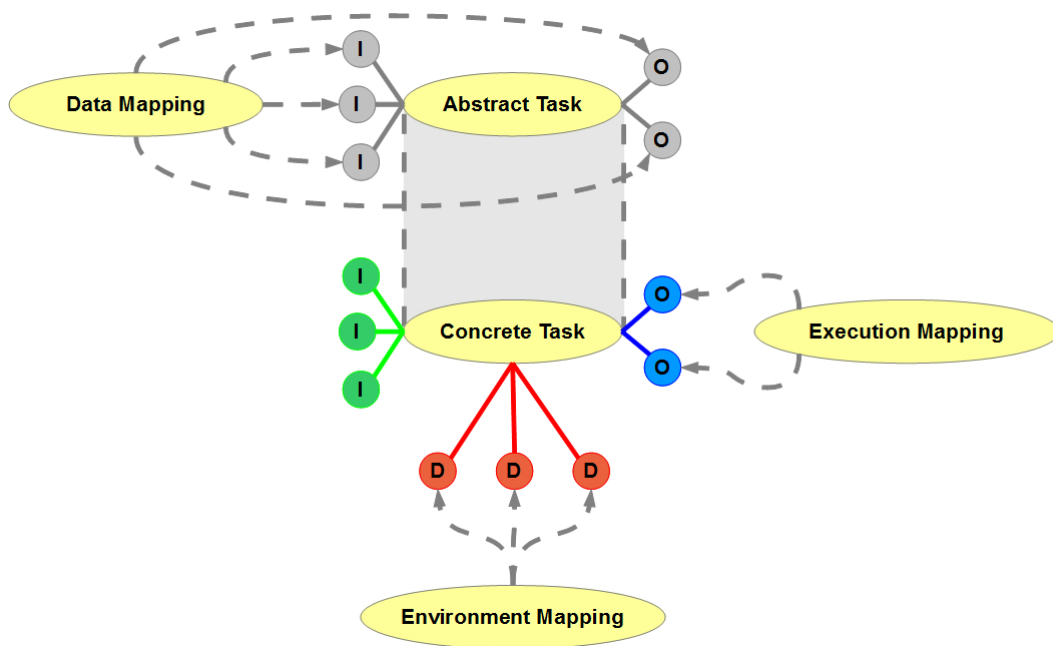 I
O
Data Mapping
I
Abstract Task
O
I
I
O
I
Concrete Task
Execution Mapping
O
I
D
D
D
Environment Mapping